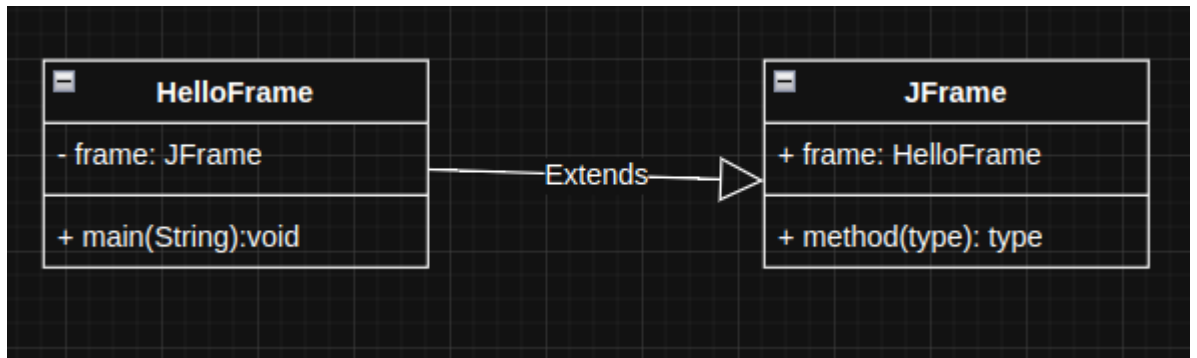 HelloFrame
- frame: JFrame
+ main(String):void
Extends
JFrame
+ frame: HelloFrame
+ method(type): type